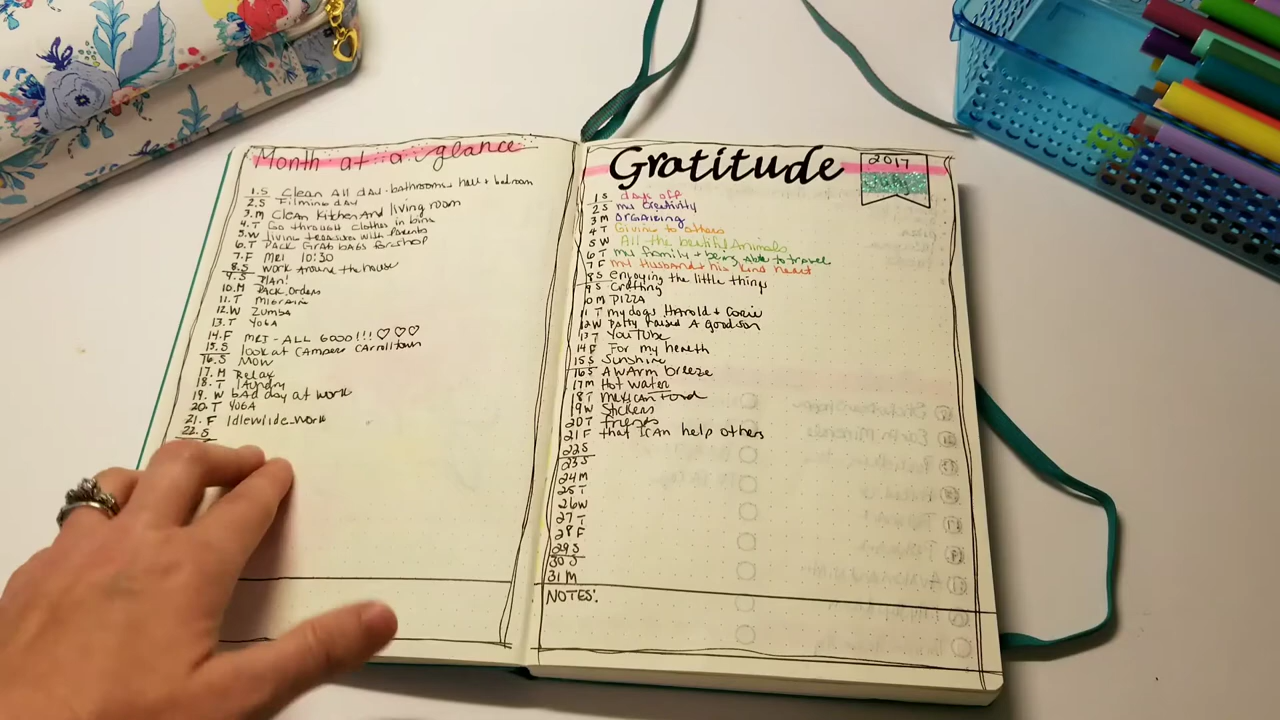 Month at a glance
1.S Clean All day - bathrooms, hall + bedroom
2.S Filming day
3.M Clean Kitchen And living room
4.T Go through clothes in bins
5.W living treasures with Parents
6.T Pack Grab bags for shop
7.F MRI 10:30
8.S work Around the house
9.S Plan!
10.M Pack Orders
11.T Migraine
12.W Zumba
13.T YOGA
14.F MRI - ALL GOOD!!! ♡♡♡
15.S look at CAmpers CArrolltown
16.S Mow
17.M Relax
18.T laundry
19.W bAd day at work
20.T YOGA
21.F Idlewilde work
22.S
Gratitude
2017
July
1 S days off
2 S my creativity
3 M ORGAnizing
4 T Giving to others
5 W All the beatiful Animals
6 T my family + being Able to travel
7 F my Husband + his kind heart
8 S enjoying the little things
9 S Crafting
10 M PIZZA
11 T my dogs HArold + Corie
12 W Patty raised A good son
13 T YouTube
14 F For my health
15 S Sunshine
16 S A wArm breeze
17 M Hot water
18 T Mexican Food
19 W Stickers
20 T friends
21 F that I cAn help others
22 S
23 S
24 M
25 T
26 W
27 T
28 F
29 S
30 S
31 M
NOTES: